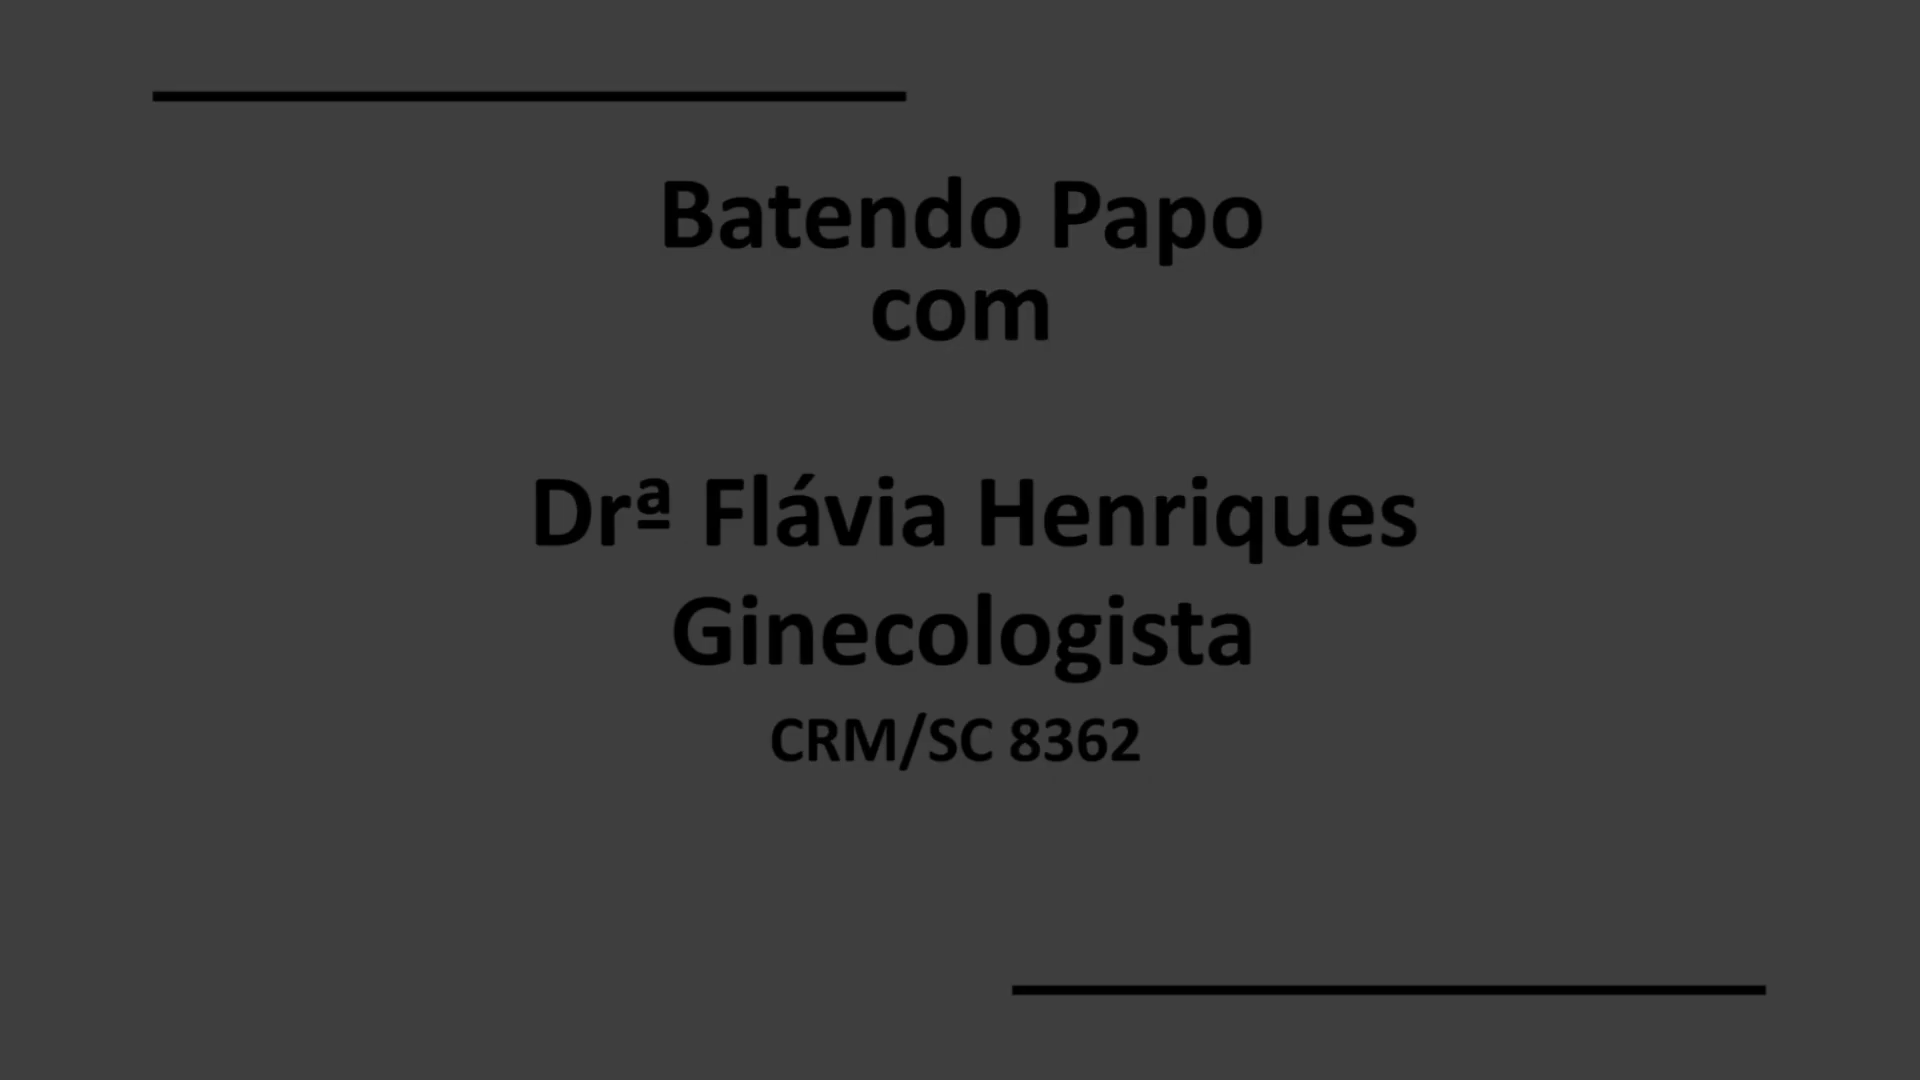 Batendo Papo
com
Drª Flávia Henriques
Ginecologista
CRM/SC 8362